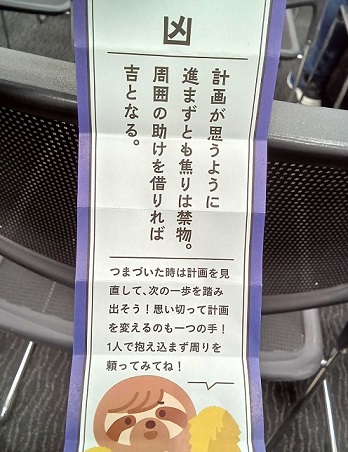 凶
計画が思うように
進まずとも焦りは禁物。
周囲の助けを借りれば
吉となる。
つまづいた時は計画を見
直して、次の一歩を踏み
出そう！思い切って計画
を変えるのも一つの手！
1人で抱え込まず周りを
頼ってみてね！